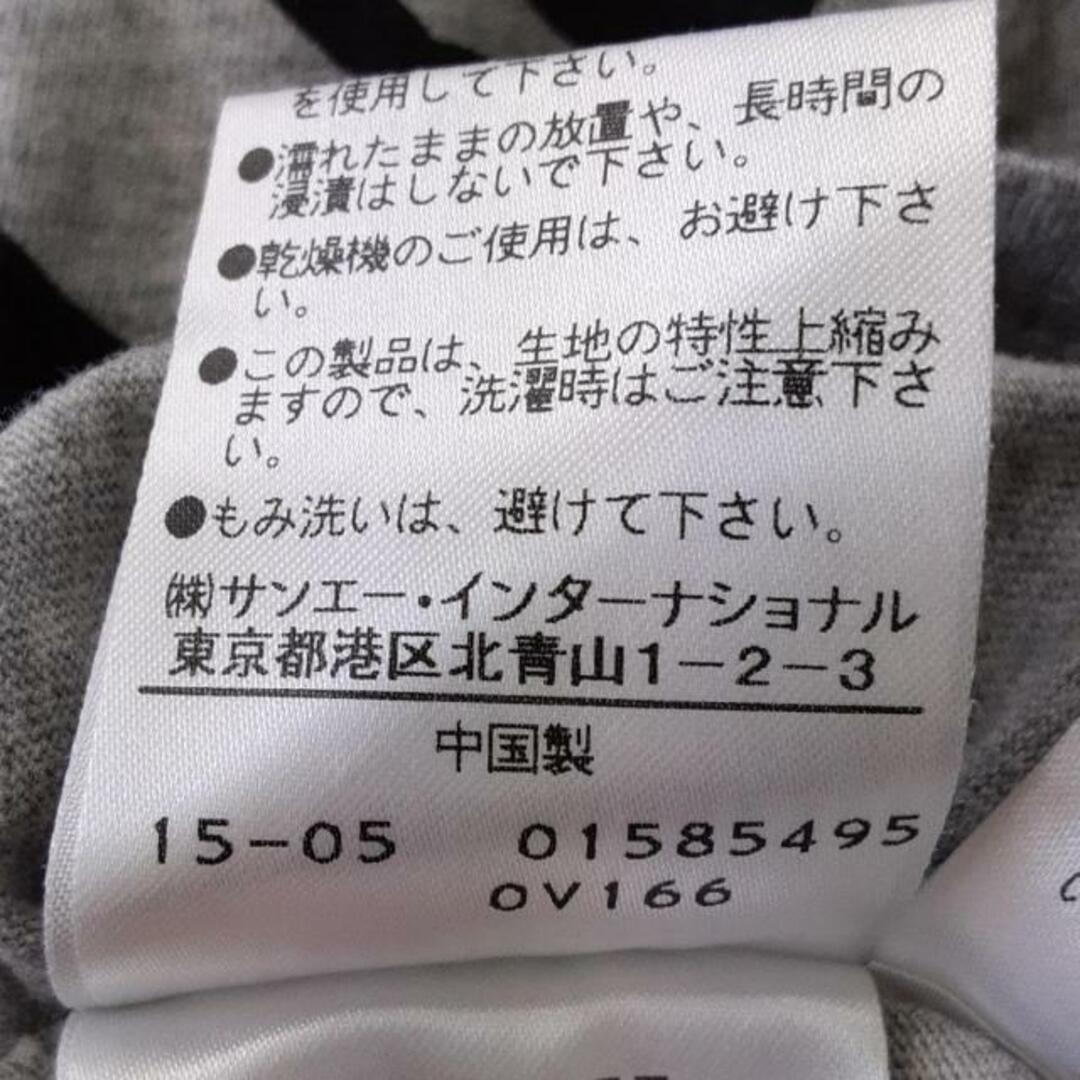 を使用して下さい。
●濡れたままの放置や、長時間の
浸漬はしないで下さい。
●乾燥機のご使用は、お避け下さ
い。
●この製品は、生地の特性上縮み
ますので、洗濯時はご注意下さ
い。
●もみ洗いは、避けて下さい。
㈱サンエー・インターナショナル
東京都港区北青山1-2-3
中国製
15-05 01585495
0V166